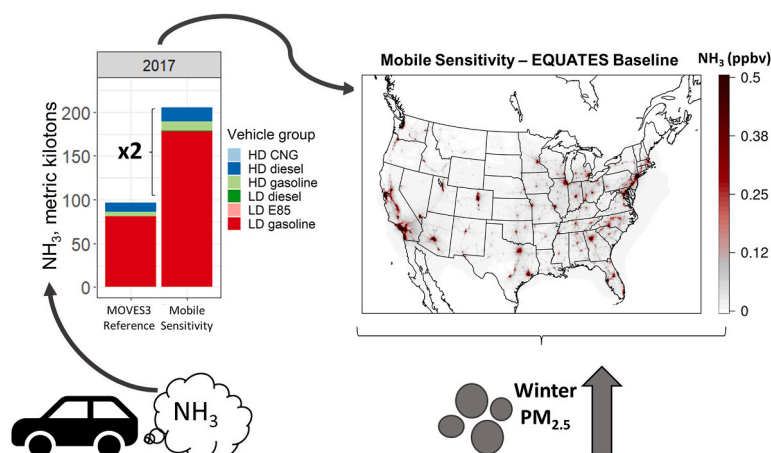 2017
NH₃, metric kilotons
200
150
100
50
0
x2
MOVES3
Reference
Mobile
Sensitivity
Vehicle group
HD CNG
HD diesel
HD gasoline
LD diesel
LD E85
LD gasoline
Mobile Sensitivity – EQUATES Baseline
NH₃ (ppbv)
0.5
0.38
0.25
0.12
0
NH₃
Winter
PM₂.₅